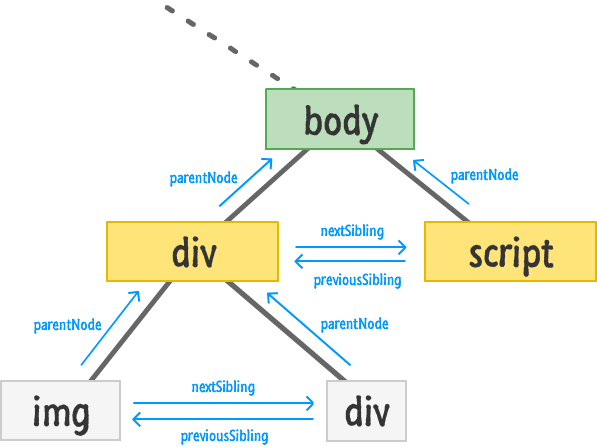 body
parentNode
parentNode
div
nextSibling
previousSibling
script
parentNode
parentNode
img
nextSibling
previousSibling
div